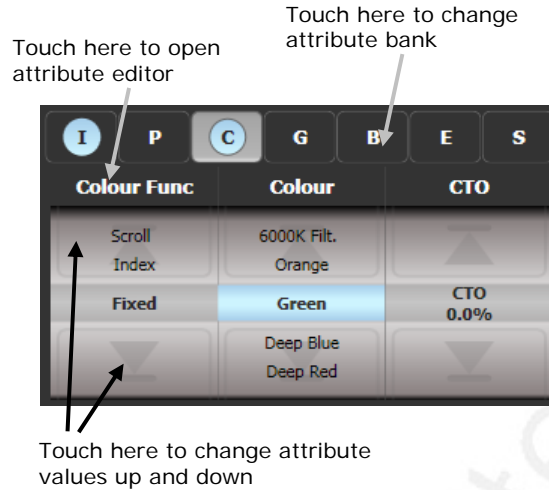 Touch here to change
attribute bank
Touch here to open
attribute editor
I P C G B E S
Colour Func Colour CTO
Scroll 6000K Filt.
Index Orange
Fixed Green CTO
0.0%
Deep Blue
Deep Red
Touch here to change attribute
values up and down